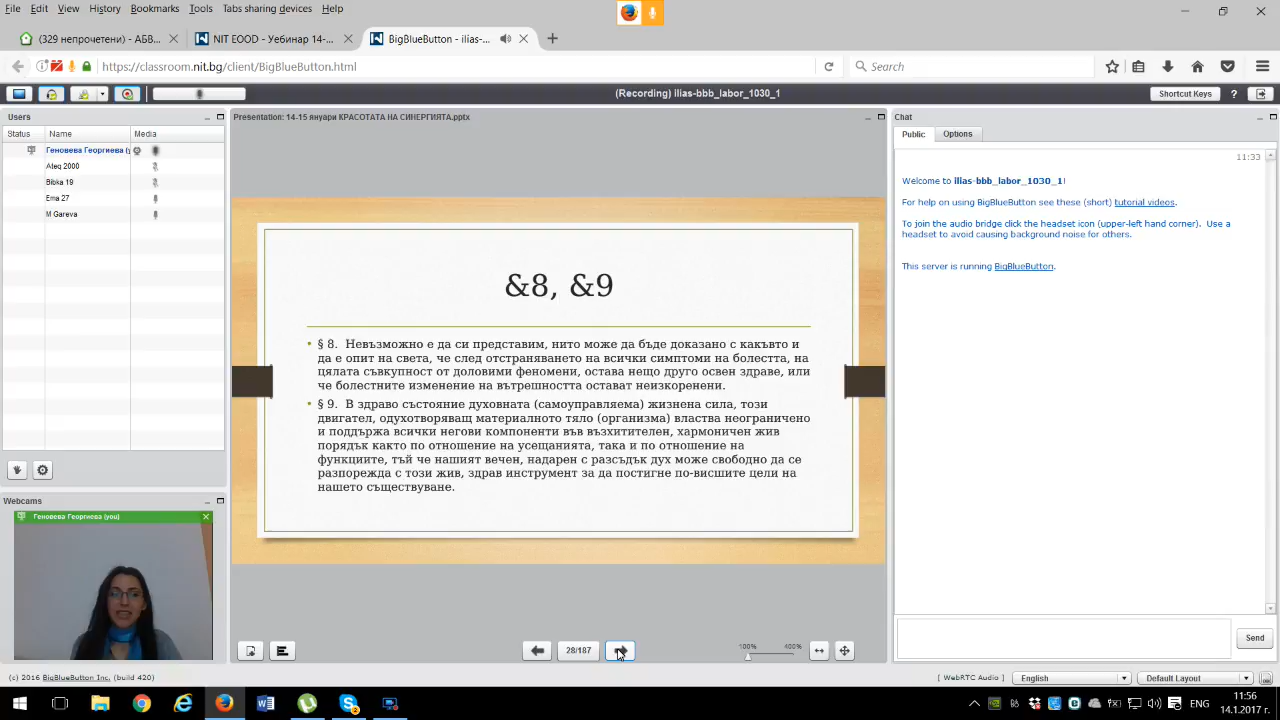 File Edit View History Bookmarks Tools Tabs sharing devices Help
(329 непрочетени) - АБВ...
NIT EOOD - Уебинар 14-...
BigBlueButton - ilias-...
https://classroom.nit.bg/client/BigBlueButton.html
Search
(Recording) ilias-bbb_labor_1030_1
Shortcut Keys
?
Users
Status Name Media
Геновева Георгиева (y
Ateq 2000
Bibka 19
Ema 27
M Gareva
Webcams
Геновева Георгиева (you)
Presentation: 14-15 януари КРАСОТАТА НА СИНЕРГИЯТА.pptx
&8, &9
• § 8. Невъзможно е да си представим, нито може да бъде доказано с какъвто и
да е опит на света, че след отстраняването на всички симптоми на болестта, на
цялата съвкупност от доловими феномени, остава нещо друго освен здраве, или
че болестните изменение на вътрешността остават неизкоренени.
• § 9. В здраво състояние духовната (самоуправляема) жизнена сила, този
двигател, одухотворяващ материалното тяло (организма) властва неограничено
и поддържа всички негови компоненти във възхитителен, хармоничен жив
порядък както по отношение на усещанията, така и по отношение на
функциите, тъй че нашият вечен, надарен с разсъдък дух може свободно да се
разпорежда с този жив, здрав инструмент за да постигне по-висшите цели на
нашето съществуване.
28/187
100% 400%
Chat
Public Options
11:33
Welcome to ilias-bbb_labor_1030_1!
For help on using BigBlueButton see these (short) tutorial videos.
To join the audio bridge click the headset icon (upper-left hand corner). Use a
headset to avoid causing background noise for others.
This server is running BigBlueButton.
Send
(c) 2016 BigBlueButton Inc. (build 420)
[ WebRTC Audio ]
English
Default Layout
11:56
14.1.2017 г.